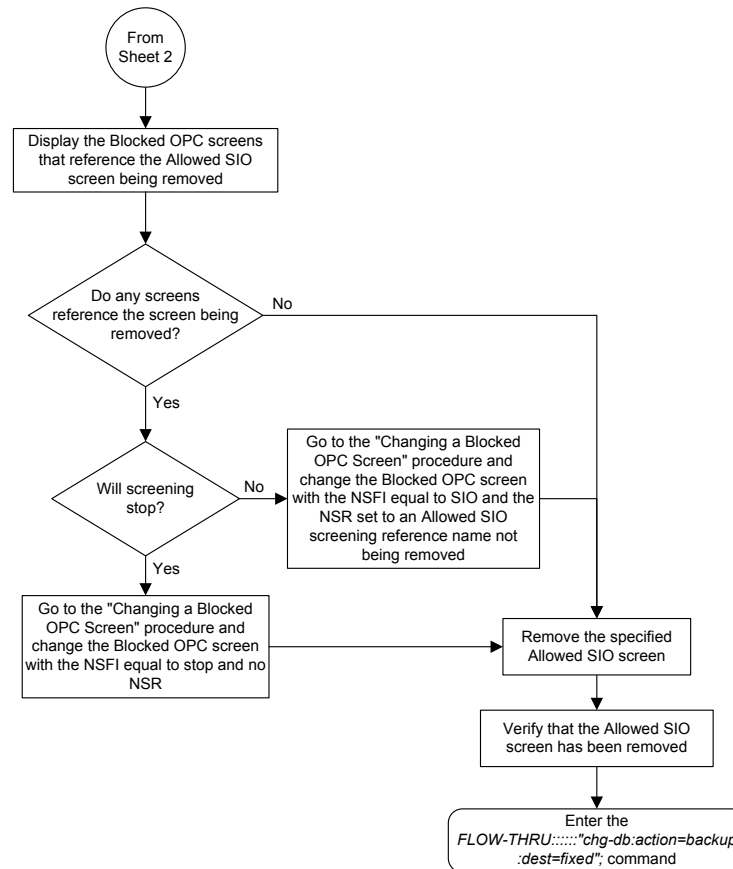 From
Sheet 2
Display the Blocked OPC screens
that reference the Allowed SIO
screen being removed
Do any screens
reference the screen being
removed?
No
Yes
Will screening
stop?
No
Go to the "Changing a Blocked
OPC Screen" procedure and
change the Blocked OPC screen
with the NSFI equal to SIO and the
NSR set to an Allowed SIO
screening reference name not
being removed
Yes
Go to the "Changing a Blocked
OPC Screen" procedure and
change the Blocked OPC screen
with the NSFI equal to stop and no
NSR
Remove the specified
Allowed SIO screen
Verify that the Allowed SIO
screen has been removed
Enter the
FLOW-THRU::::::"chg-db:action=backup
:dest=fixed"; command